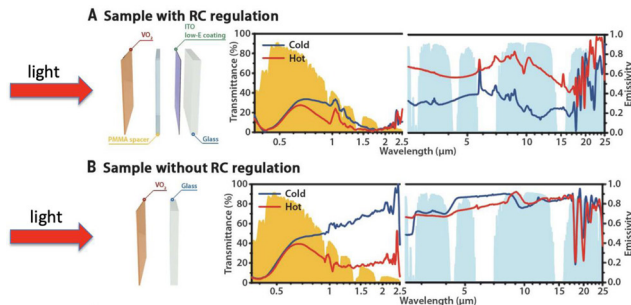 A Sample with RC regulation
light
VO₂
ITO
low-E coating
PMMA spacer
Glass
Transmittance (%)
100
80
60
40
20
0
Cold
Hot
0.5
1
2
2.5
5
10
15
20
25
Wavelength (μm)
1.0
0.8
0.6
0.4
0.2
0.0
Emissivity
B Sample without RC regulation
light
VO₂
Glass
Transmittance (%)
100
80
60
40
20
0
Cold
Hot
0.5
1
2
2.5
5
10
15
20
25
Wavelength (μm)
1.0
0.8
0.6
0.4
0.2
0.0
Emissivity